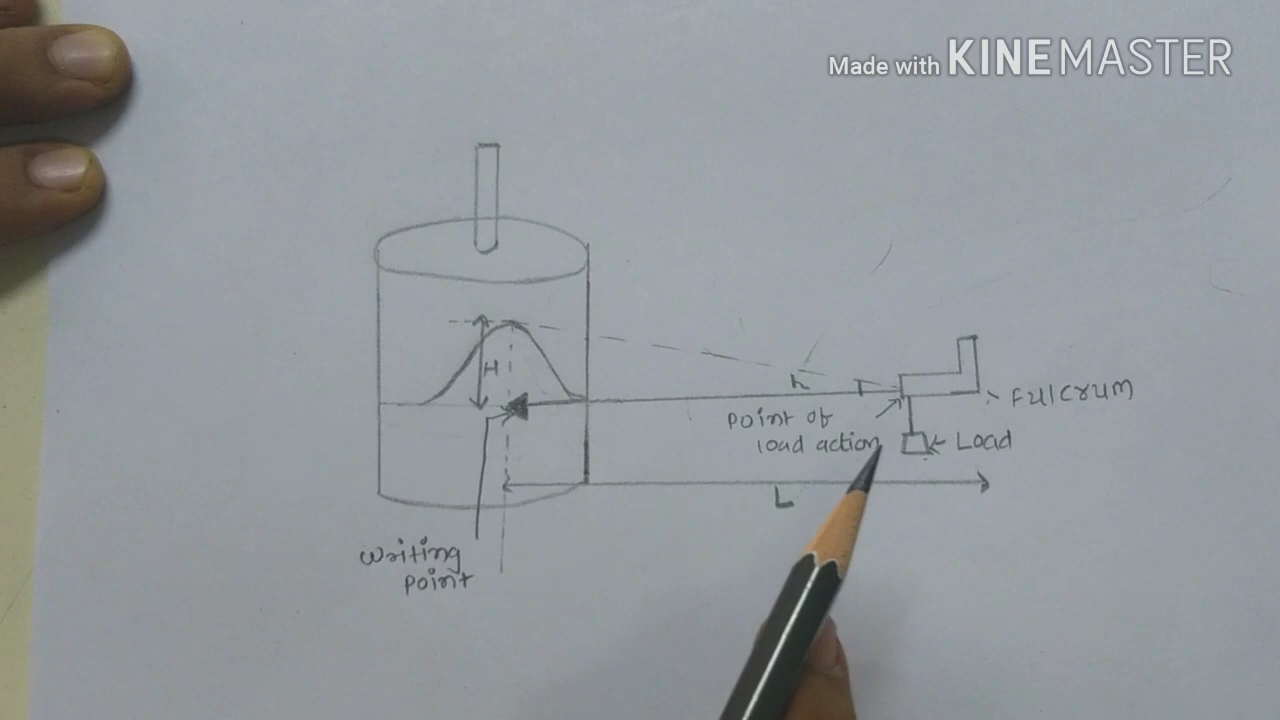 Made with KINEMASTER
H
h
Fulcrum
Point of
load action
Load
L
Writing
Point